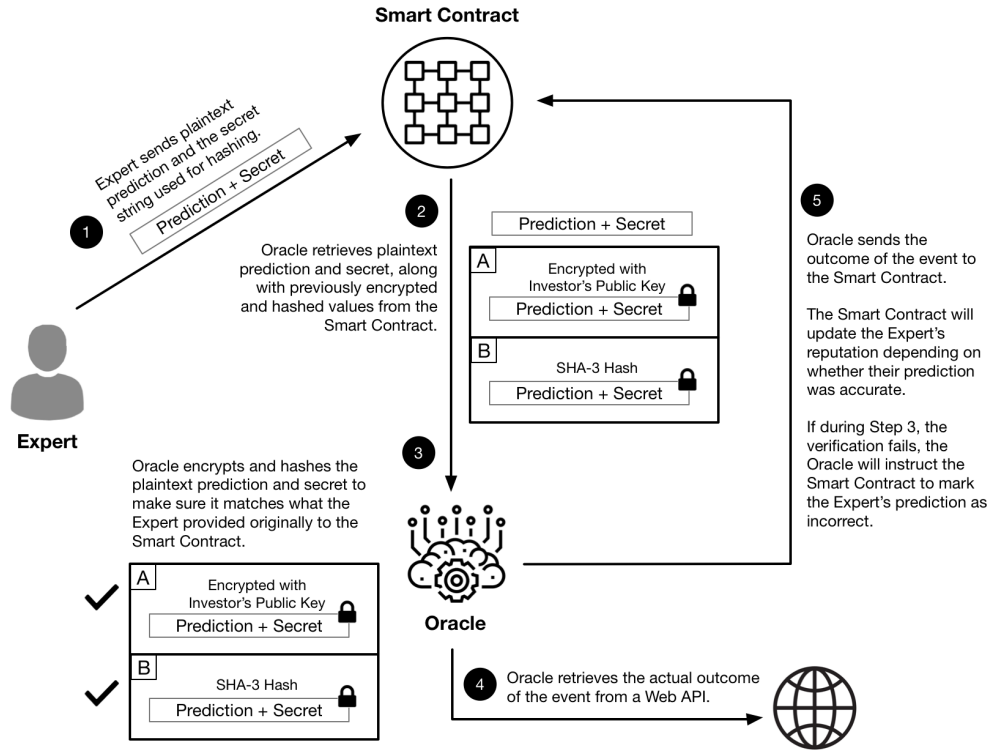 Smart Contract
Expert sends plaintext
prediction and the secret
string used for hashing.
Prediction + Secret
1
Expert
2
Oracle retrieves plaintext
prediction and secret, along
with previously encrypted
and hashed values from the
Smart Contract.
Prediction + Secret
A
Encrypted with
Investor's Public Key
Prediction + Secret
B
SHA-3 Hash
Prediction + Secret
3
Oracle encrypts and hashes the
plaintext prediction and secret to
make sure it matches what the
Expert provided originally to the
Smart Contract.
A
Encrypted with
Investor's Public Key
Prediction + Secret
B
SHA-3 Hash
Prediction + Secret
Oracle
4
Oracle retrieves the actual outcome
of the event from a Web API.
5
Oracle sends the
outcome of the event to
the Smart Contract.
The Smart Contract will
update the Expert's
reputation depending on
whether their prediction
was accurate.
If during Step 3, the
verification fails, the
Oracle will instruct the
Smart Contract to mark
the Expert's prediction as
incorrect.